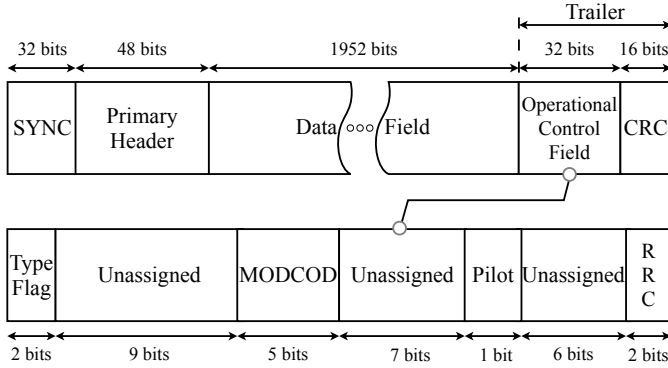 Trailer
32 bits 48 bits 1952 bits 32 bits 16 bits
SYNC Primary Header Data Field Operational Control Field CRC
Type Flag Unassigned MODCOD Unassigned Pilot Unassigned RRC
2 bits 9 bits 5 bits 7 bits 1 bit 6 bits 2 bits